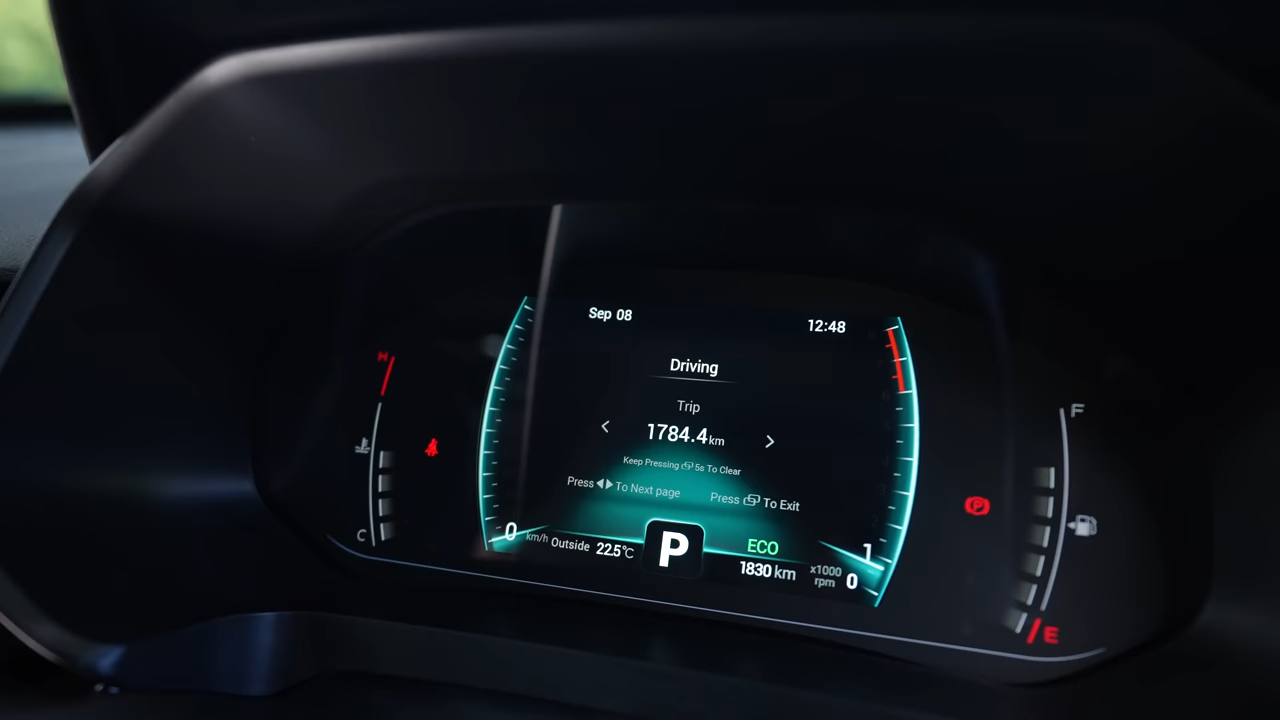 Sep 08
12:48
Driving
Trip
1784.4km
Keep Pressing 5s To Clear
Press To Next page
Press To Exit
H
C
0 km/h
Outside 22.5°C
P
ECO
1830 km
x1000
rpm
1
0
P
F
E